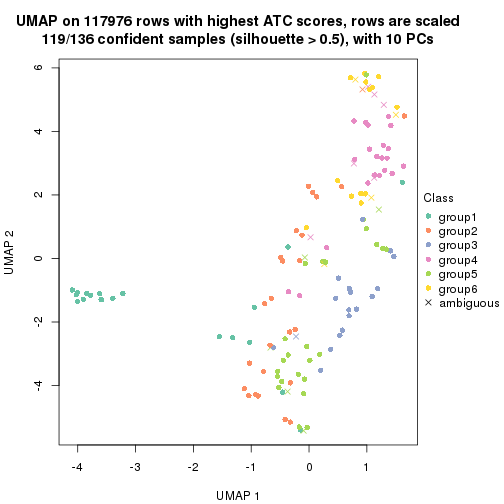 UMAP on 117976 rows with highest ATC scores, rows are scaled
119/136 confident samples (silhouette > 0.5), with 10 PCs
6
4
2
0
-2
-4
UMAP 2
-4
-3
-2
-1
0
1
UMAP 1
Class
group1
group2
group3
group4
group5
group6
ambiguous